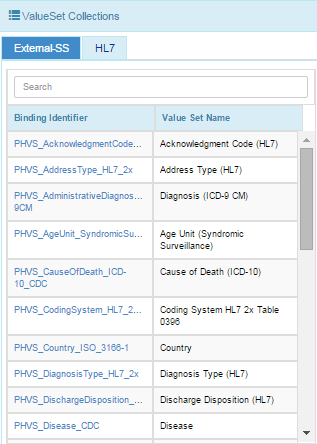 ValueSet Collections
External-SS HL7
Search
Binding Identifier Value Set Name
PHVS_AcknowledgmentCode... Acknowledgment Code (HL7)
PHVS_AddressType_HL7_2x Address Type (HL7)
PHVS_AdministrativeDiagnos... Diagnosis (ICD-9 CM)
9CM
PHVS_AgeUnit_SyndromicSu... Age Unit (Syndromic
Surveillance)
PHVS_CauseOfDeath_ICD- Cause of Death (ICD-10)
10_CDC
PHVS_CodingSystem_HL7_2... Coding System HL7 2x Table
0396
PHVS_Country_ISO_3166-1 Country
PHVS_DiagnosisType_HL7_2x Diagnosis Type (HL7)
PHVS_DischargeDisposition_... Discharge Disposition (HL7)
PHVS_Disease_CDC Disease